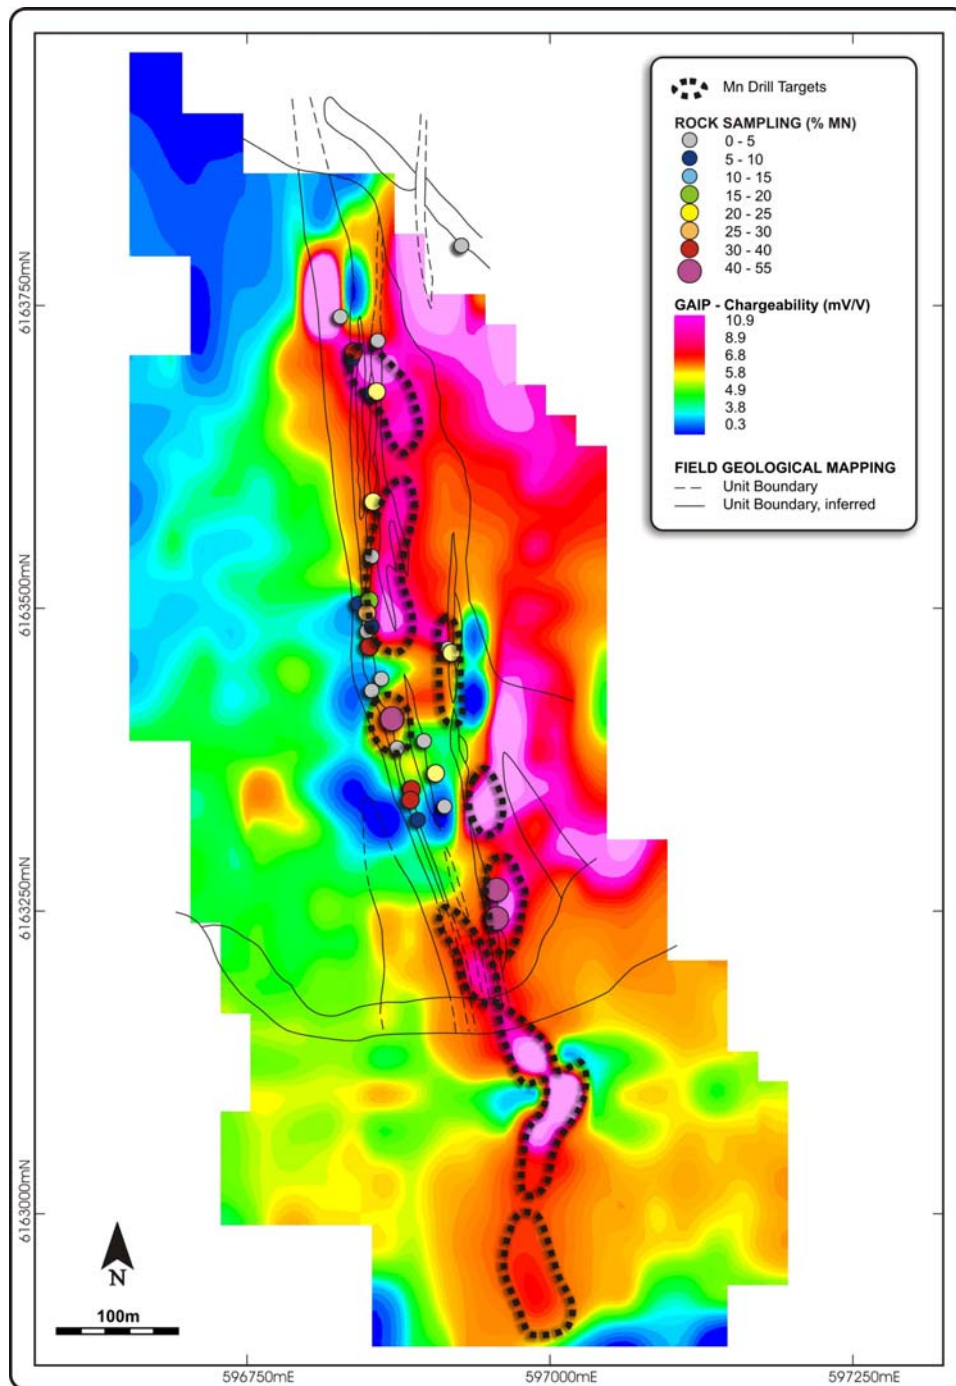 Mn Drill Targets
ROCK SAMPLING (% MN)
0 - 5
5 - 10
10 - 15
15 - 20
20 - 25
25 - 30
30 - 40
40 - 55
GAIP - Chargeability (mV/V)
10.9
8.9
6.8
5.8
4.9
3.8
0.3
FIELD GEOLOGICAL MAPPING
Unit Boundary
Unit Boundary, inferred
6163750mN
6163500mN
6163250mN
6163000mN
N
100m
596750mE
597000mE
597250mE